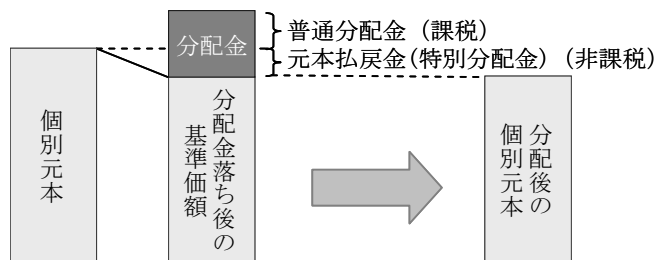 分配金
普通分配金（課税）
元本払戻金(特別分配金)（非課税）
個別元本
分配金落ち後の
基準価額
分配後の
個別元本